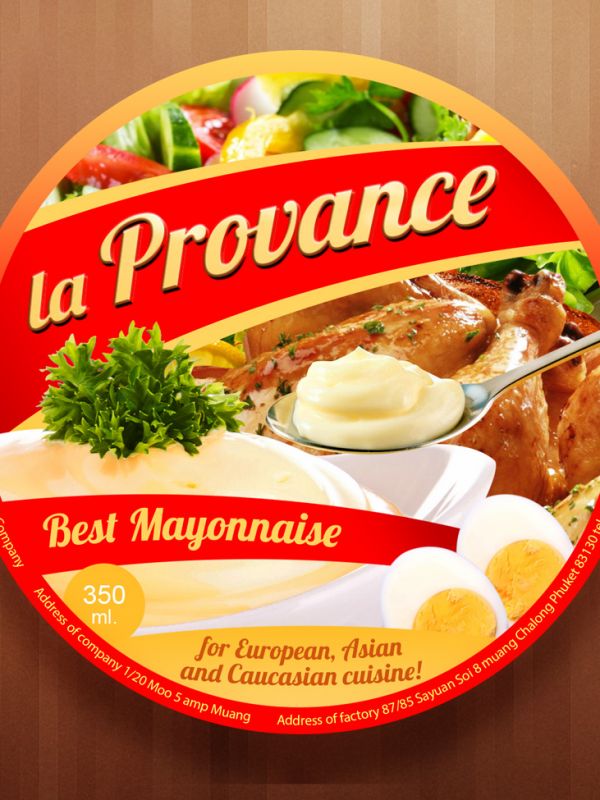 la Provance
Best Mayonnaise
350
ml.
for European, Asian
and Caucasian cuisine!
Company
Address of company 1/20 Moo 5 amp Muang
Address of factory 87/85 Sayuan Soi 8 muang Chalong Phuket 83130 tel